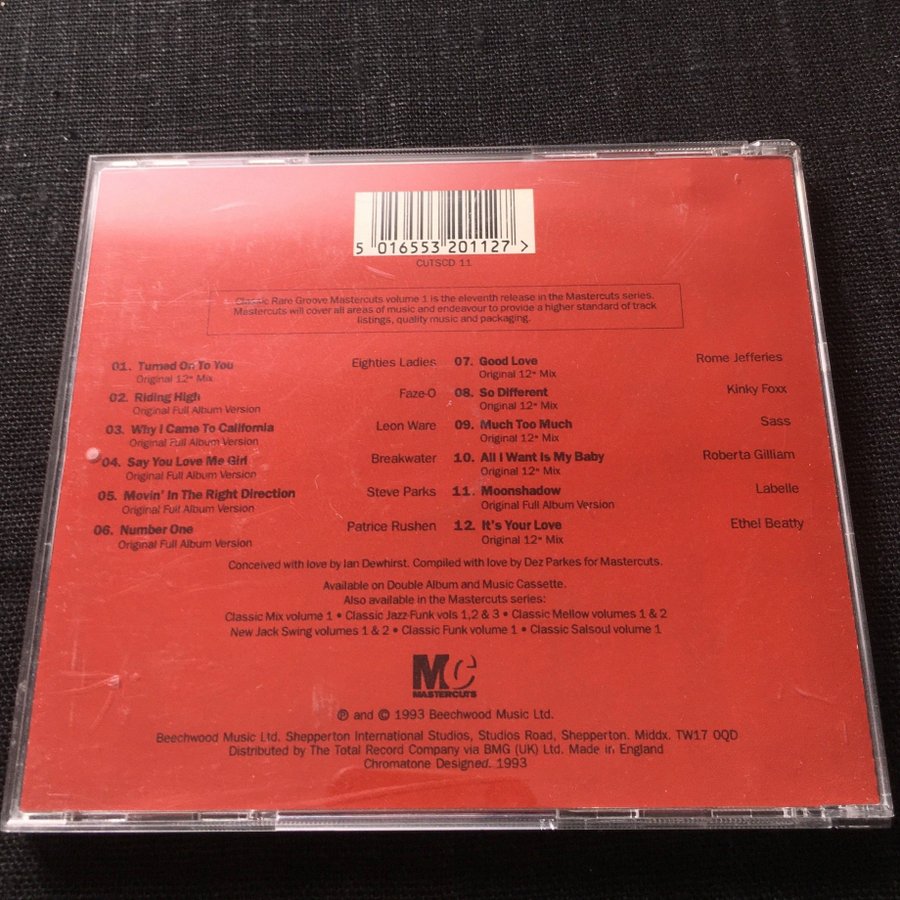 5 016553 201127 >
CUTSCD 11
Classic Rare Groove Mastercuts volume 1 is the eleventh release in the Mastercuts series.
Mastercuts will cover all areas of music and endeavour to provide a higher standard of track
listings, quality music and packaging.
01. Turned On To You Eighties Ladies
Original 12" Mix
02. Riding High Faze-O
Original Full Album Version
03. Why I Came To California Leon Ware
Original Full Album Version
04. Say You Love Me Girl Breakwater
Original Full Album Version
05. Movin' In The Right Direction Steve Parks
Original Full Album Version
06. Number One Patrice Rushen
Original Full Album Version
07. Good Love Rome Jefferies
Original 12" Mix
08. So Different Kinky Foxx
Original 12" Mix
09. Much Too Much Sass
Original 12" Mix
10. All I Want Is My Baby Roberta Gilliam
Original 12" Mix
11. Moonshadow Labelle
Original Full Album Version
12. It's Your Love Ethel Beatty
Original 12" Mix
Conceived with love by Ian Dewhirst. Compiled with love by Dez Parkes for Mastercuts.
Available on Double Album and Music Cassette.
Also available in the Mastercuts series:
Classic Mix volume 1 • Classic Jazz-Funk vols 1,2 & 3 • Classic Mellow volumes 1 & 2
New Jack Swing volumes 1 & 2 • Classic Funk volume 1 • Classic Salsoul volume 1
MC
MASTERCUTS
℗ and © 1993 Beechwood Music Ltd.
Beechwood Music Ltd. Shepperton International Studios, Studios Road, Shepperton. Middx. TW17 0QD
Distributed by The Total Record Company via BMG (UK) Ltd. Made in England
Chromatone Designed. 1993